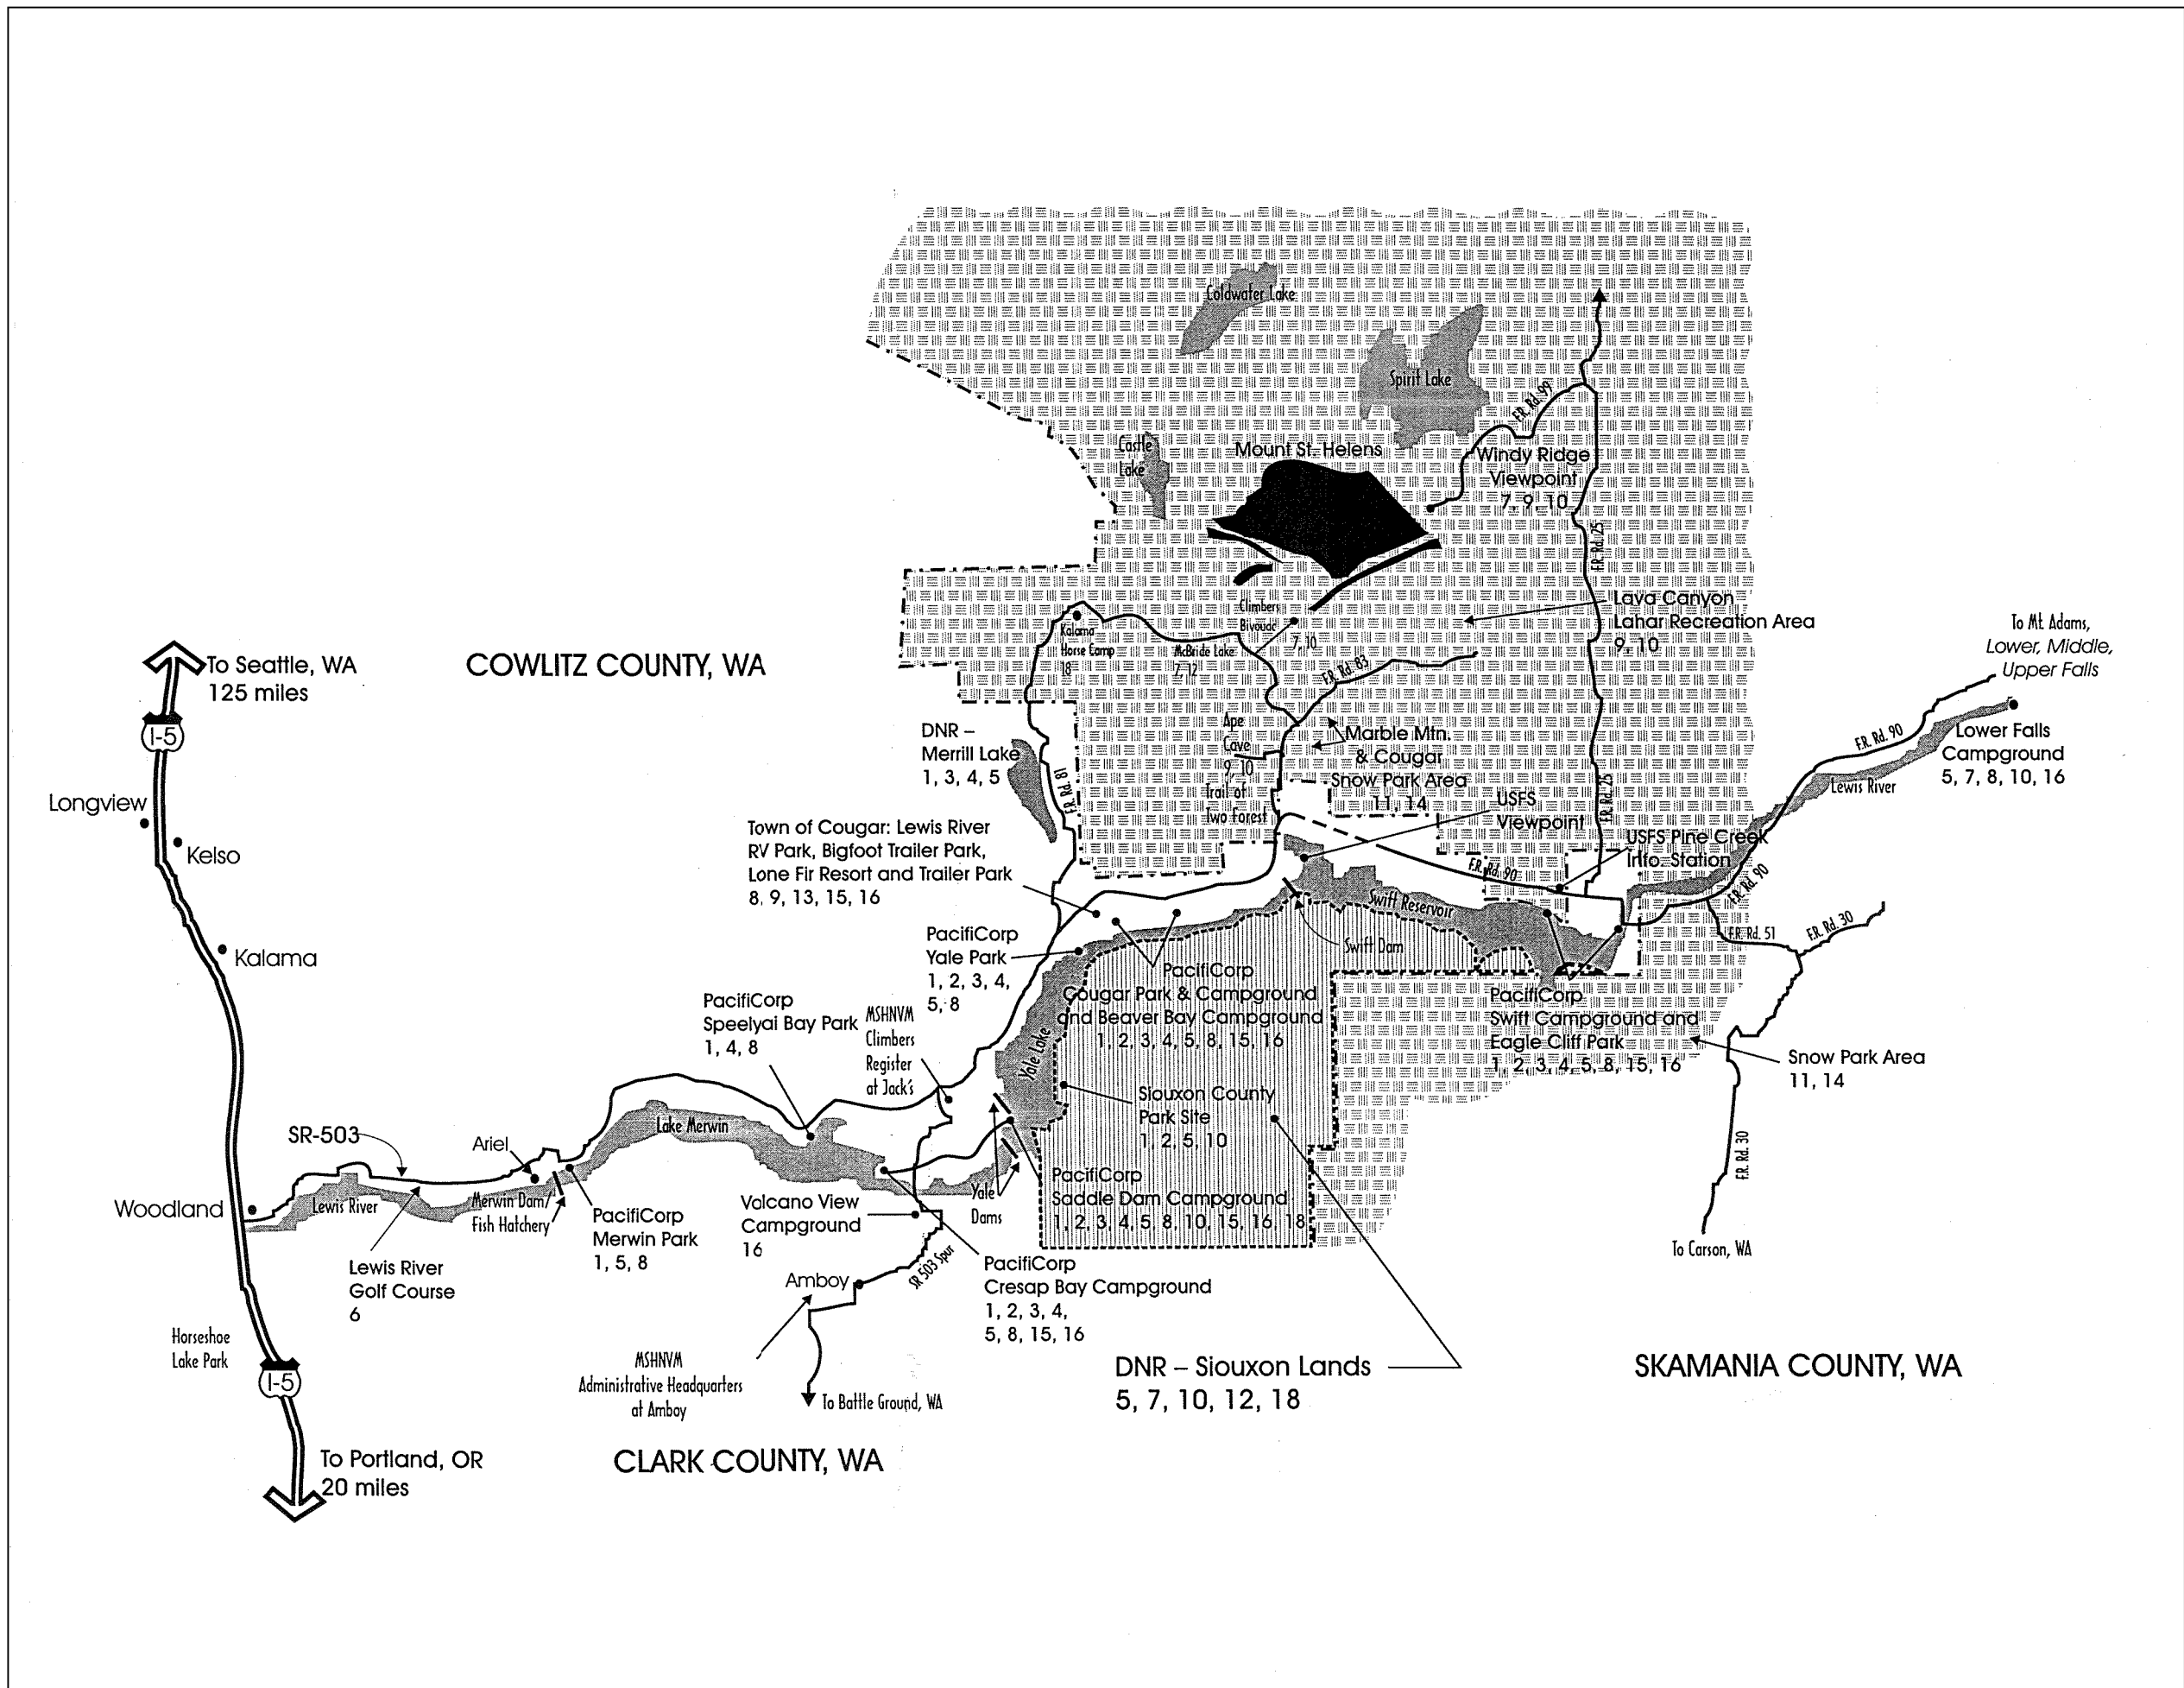 Coldwater Lake
Spirit Lake
F.R. Rd. 99
Castle
Lake
Mount St. Helens
Windy Ridge
Viewpoint
7, 9, 10
F.R. Rd. 25
Climbers
Bivouac
7, 10
Lava Canyon
Lahar Recreation Area
9, 10
To Mt Adams,
Lower, Middle,
Upper Falls
Kalama
Horse Camp
18
McBride Lake
7, 12
F.R. Rd. 83
To Seattle, WA
125 miles
COWLITZ COUNTY, WA
I-5
DNR –
Merrill Lake
1, 3, 4, 5
F.R. Rd. 81
Ape
Cave
9, 10
Trail of
Two Forest
Marble Mtn.
& Cougar
Snow Park Area
11, 14
F.R. Rd. 25
F.R. Rd. 90
Lower Falls
Campground
5, 7, 8, 10, 16
Lewis River
Longview
Kelso
Town of Cougar: Lewis River
RV Park, Bigfoot Trailer Park,
Lone Fir Resort and Trailer Park
8, 9, 13, 15, 16
USFS
Viewpoint
USFS Pine Creek
Info. Station
F.R. Rd. 90
F.R. Rd. 90
Swift Reservoir
Swift Dam
F.R. Rd. 51
F.R. Rd. 30
Kalama
PacifiCorp
Yale Park
1, 2, 3, 4,
5, 8
PacifiCorp
Cougar Park & Campground
and Beaver Bay Campground
1, 2, 3, 4, 5, 8, 15, 16
PacifiCorp
Swift Campground and
Eagle Cliff Park
1, 2, 3, 4, 5, 8, 15, 16
Snow Park Area
11, 14
PacifiCorp
Speelyai Bay Park
1, 4, 8
MSHNVM
Climbers
Register
at Jack's
Yale Lake
Siouxon County
Park Site
1, 2, 5, 10
Lake Merwin
SR-503
Ariel
Woodland
Lewis River
Merwin Dam/
Fish Hatchery
PacifiCorp
Merwin Park
1, 5, 8
Volcano View
Campground
16
Yale
Dams
PacifiCorp
Saddle Dam Campground
1, 2, 3, 4, 5, 8, 10, 15, 16, 18
F.R. Rd. 30
To Carson, WA
Lewis River
Golf Course
6
Amboy
SR 503 Spur
PacifiCorp
Cresap Bay Campground
1, 2, 3, 4,
5, 8, 15, 16
Horseshoe
Lake Park
I-5
MSHNVM
Administrative Headquarters
at Amboy
To Battle Ground, WA
DNR – Siouxon Lands
5, 7, 10, 12, 18
SKAMANIA COUNTY, WA
To Portland, OR
20 miles
CLARK COUNTY, WA